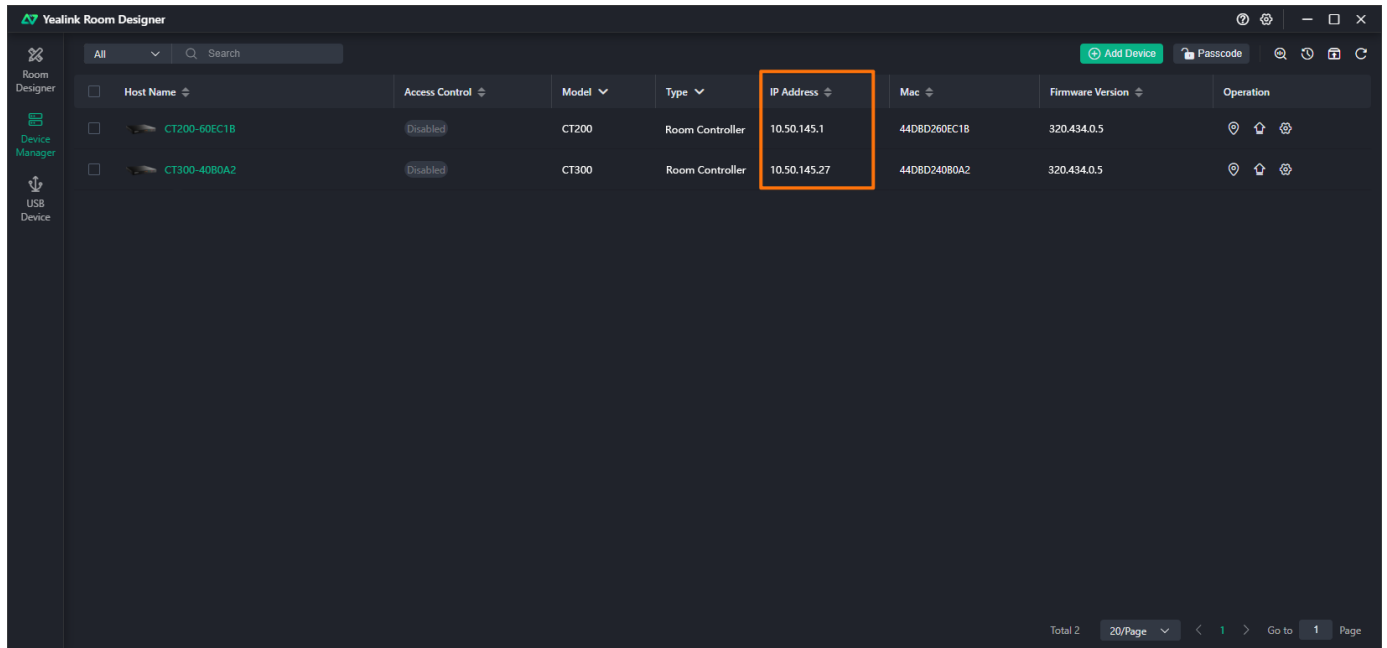 Yealink Room Designer
All Search Add Device Passcode
Room Designer
Device Manager
USB Device
Host Name Access Control Model Type IP Address Mac Firmware Version Operation
CT200-60EC1B Disabled CT200 Room Controller 10.50.145.1 44DBD260EC1B 320.434.0.5
CT300-40B0A2 Disabled CT300 Room Controller 10.50.145.27 44DBD240B0A2 320.434.0.5
Total 2 20/Page 1 Go to 1 Page